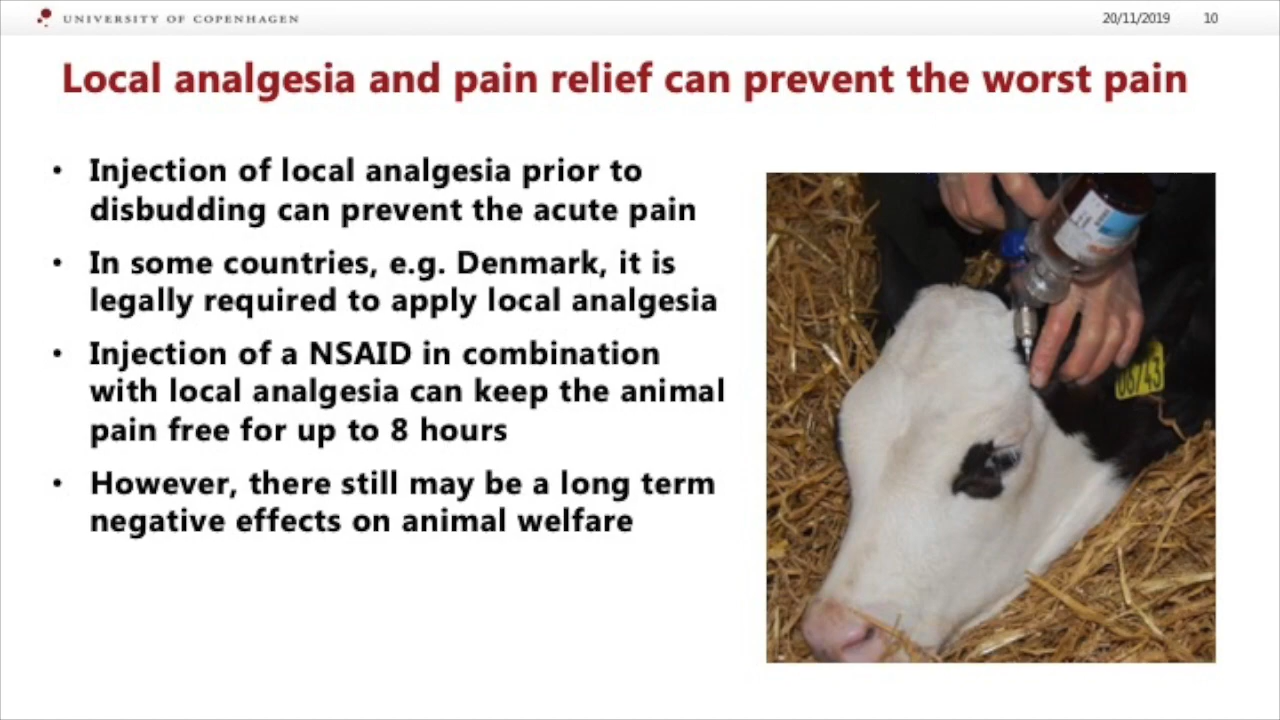 UNIVERSITY OF COPENHAGEN
20/11/2019
10
Local analgesia and pain relief can prevent the worst pain
• Injection of local analgesia prior to
disbudding can prevent the acute pain
• In some countries, e.g. Denmark, it is
legally required to apply local analgesia
• Injection of a NSAID in combination
with local analgesia can keep the animal
pain free for up to 8 hours
• However, there still may be a long term
negative effects on animal welfare